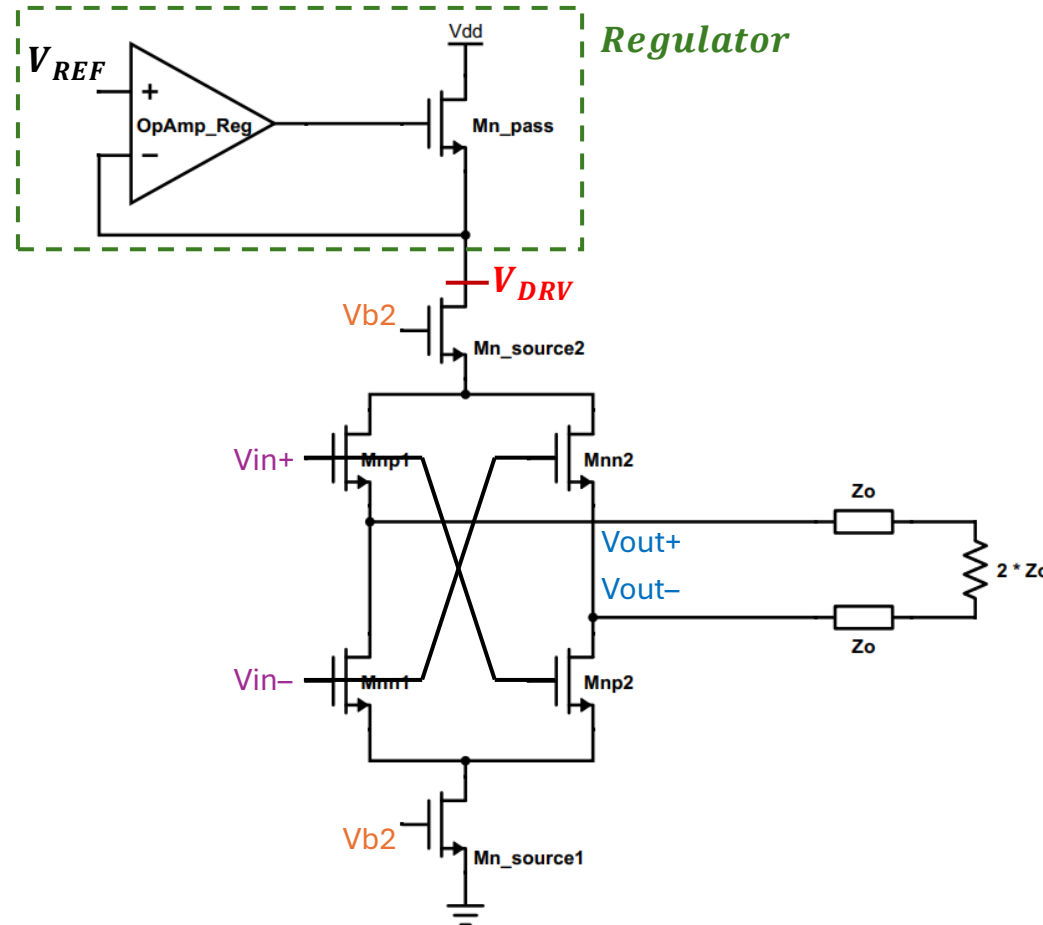 Vdd
Regulator
V_REF
+
OpAmp_Reg
Mn_pass
−
V_DRV
Vb2
Mn_source2
Vin+
Mnp1
Mnn2
Zo
Vout+
2 * Zo
Vout–
Zo
Vin–
Mnn1
Mnp2
Vb2
Mn_source1